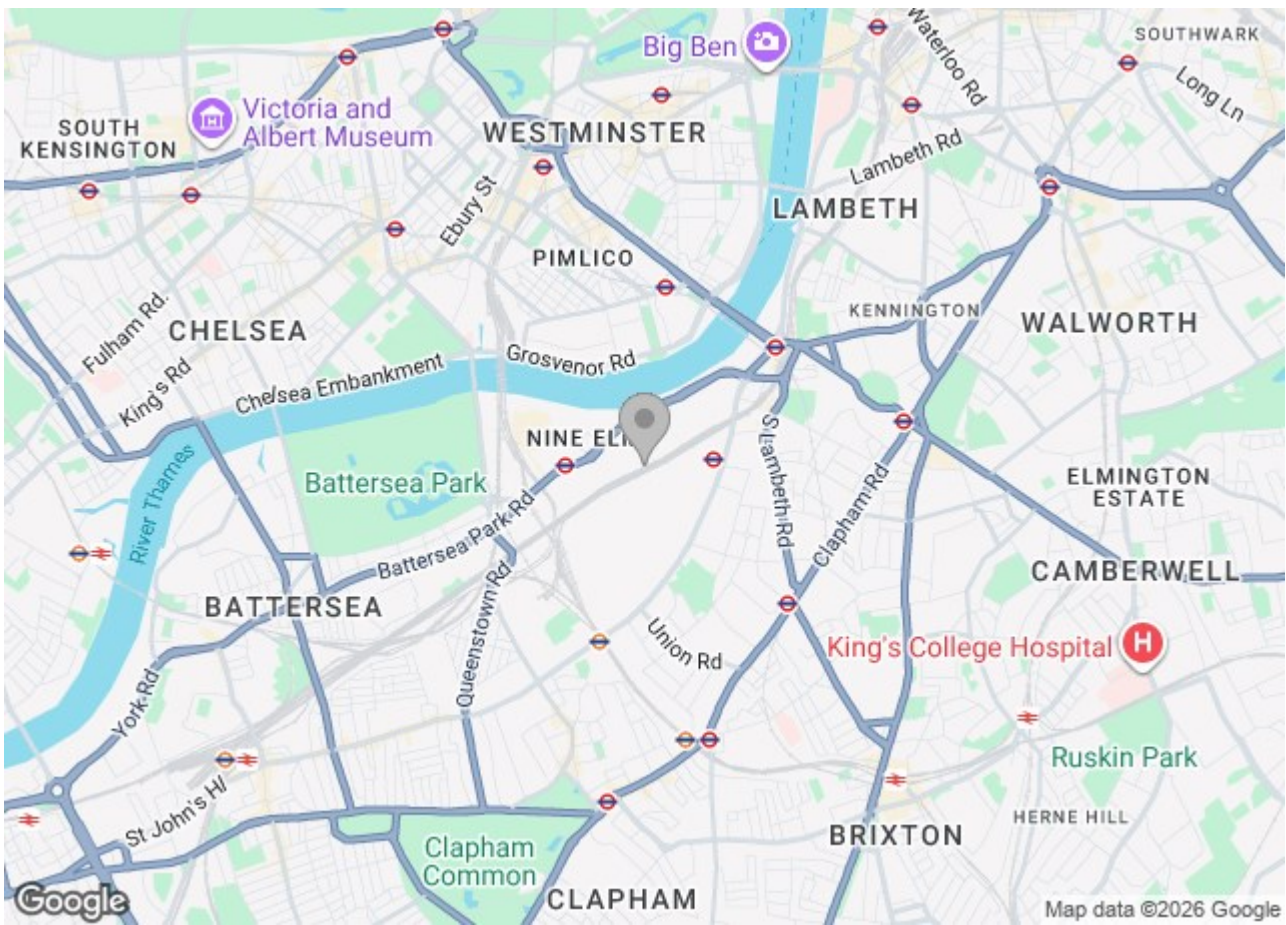 Big Ben
Waterloo Rd
SOUTHWARK
Long Ln
Victoria and
Albert Museum
SOUTH
KENSINGTON
WESTMINSTER
Lambeth Rd
Ebury St
LAMBETH
PIMLICO
KENNINGTON
WALWORTH
Fulham Rd.
CHELSEA
King's Rd
Chelsea Embankment
Grosvenor Rd
NINE EL
S Lambeth Rd
Clapham Rd
ELMINGTON
ESTATE
Battersea Park
River Thames
Battersea Park Rd
CAMBERWELL
BATTERSEA
Queenstown Rd
Union Rd
King's College Hospital
H
York Rd
Ruskin Park
St John's H
HERNE HILL
BRIXTON
Clapham
Common
CLAPHAM
Google
Map data ©2026 Google